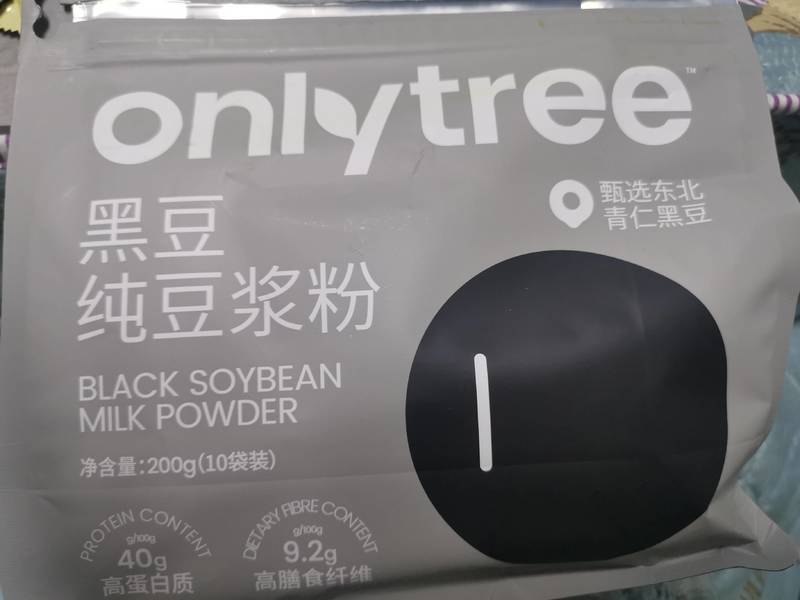 onlytree™
甄选东北
青仁黑豆
黑豆
纯豆浆粉
BLACK SOYBEAN
MILK POWDER
净含量:200g(10袋装)
PROTEIN CONTENT
g/100g
40g
高蛋白质
DIETARY FIBRE CONTENT
g/100g
9.2g
高膳食纤维